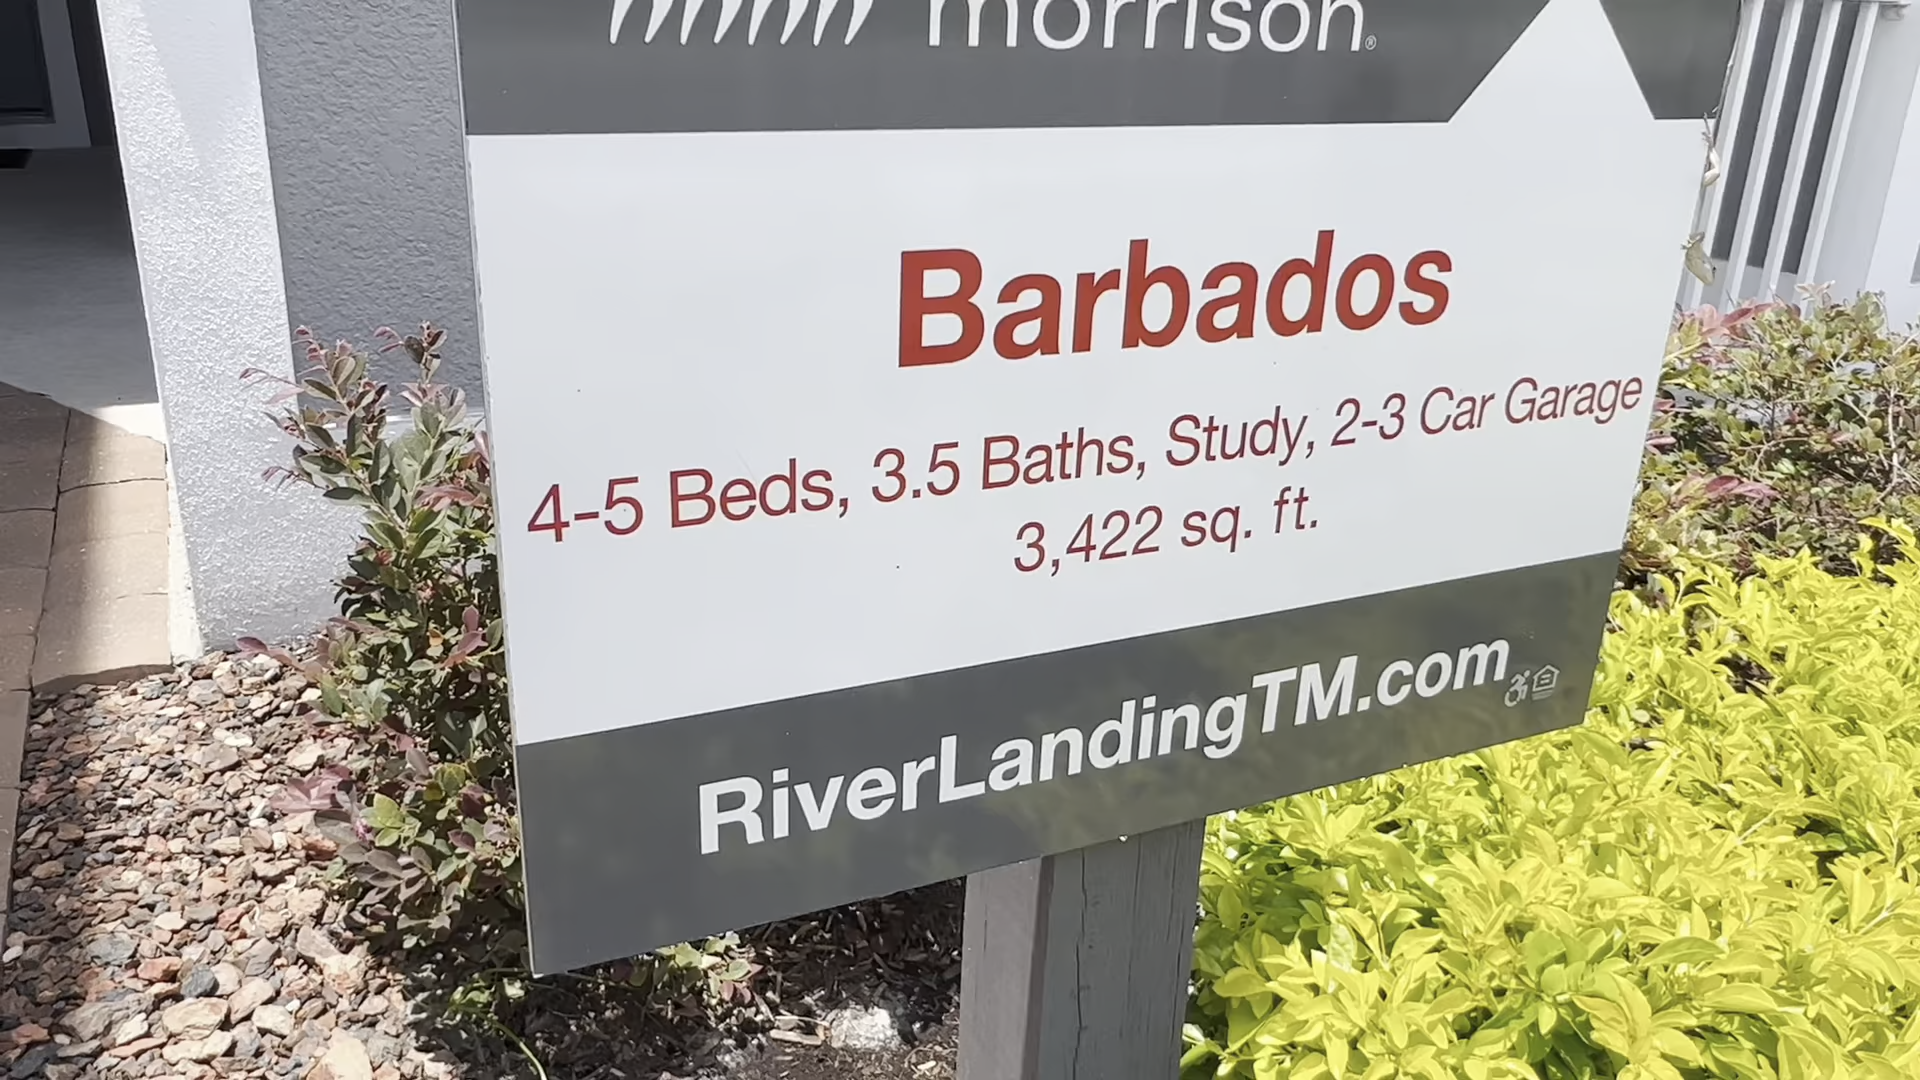 morrison®
Barbados
4-5 Beds, 3.5 Baths, Study, 2-3 Car Garage
3,422 sq. ft.
RiverLandingTM.com